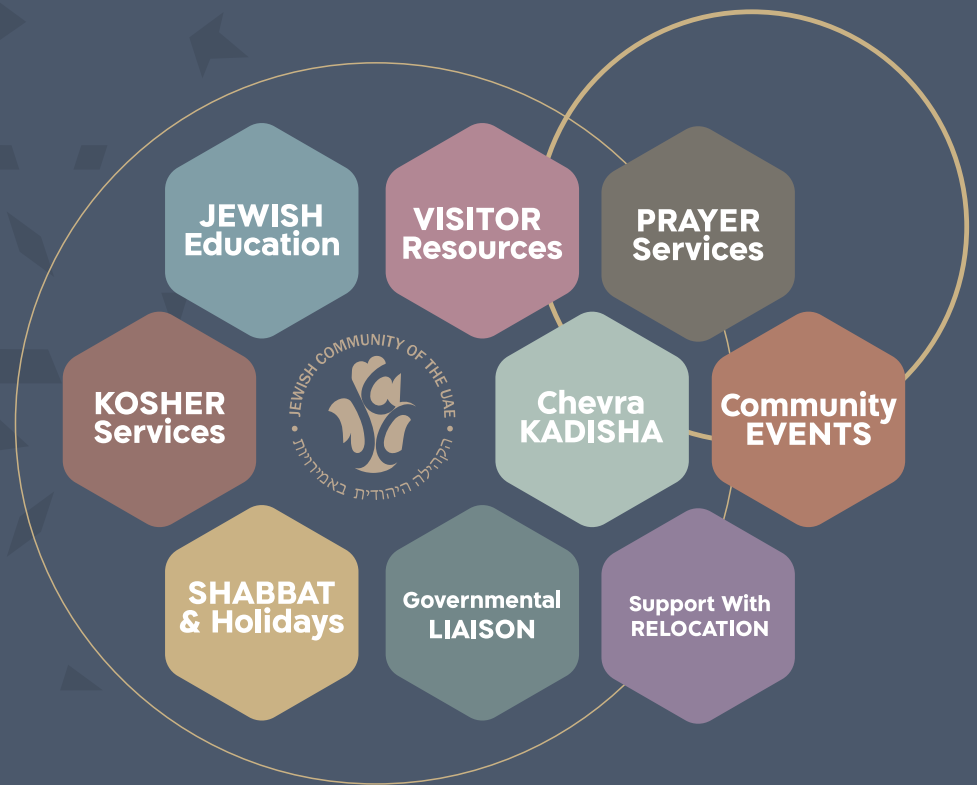 JEWISH
Education
VISITOR
Resources
PRAYER
Services
KOSHER
Services
• JEWISH COMMUNITY OF THE UAE •
הקהילה היהודית באמירויות
Chevra
KADISHA
Community
EVENTS
SHABBAT
& Holidays
Governmental
LIAISON
Support With
RELOCATION